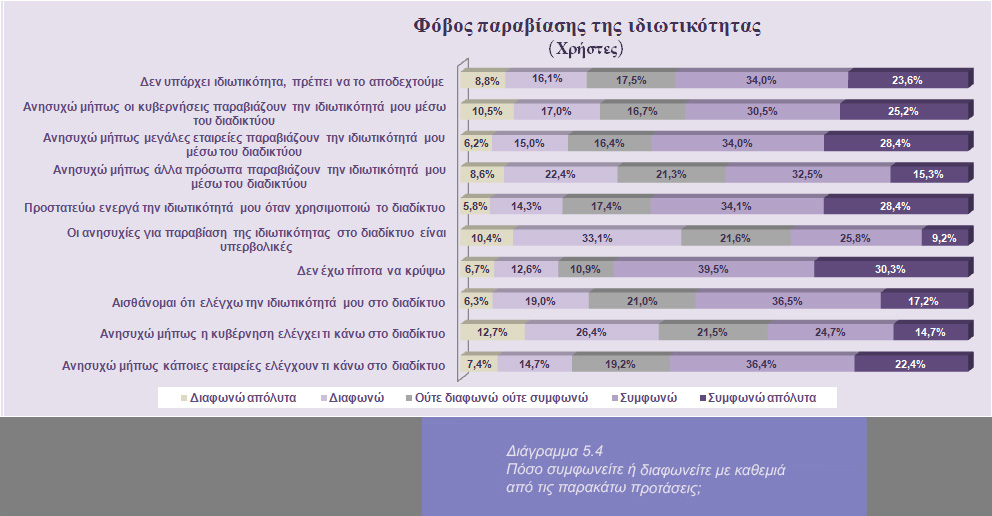 Φόβος παραβίασης της ιδιωτικότητας
(Χρήστες)
Δεν υπάρχει ιδιωτικότητα, πρέπει να το αποδεχτούμε
8,8% 16,1% 17,5% 34,0% 23,6%
Ανησυχώ μήπως οι κυβερνήσεις παραβιάζουν την ιδιωτικότητά μου μέσω
του διαδικτύου
10,5% 17,0% 16,7% 30,5% 25,2%
Ανησυχώ μήπως μεγάλες εταιρείες παραβιάζουν την ιδιωτικότητά μου
μέσω του διαδικτύου
6,2% 15,0% 16,4% 34,0% 28,4%
Ανησυχώ μήπως άλλα πρόσωπα παραβιάζουν την ιδιωτικότητά μου
μέσω του διαδικτύου
8,6% 22,4% 21,3% 32,5% 15,3%
Προστατεύω ενεργά την ιδιωτικότητά μου όταν χρησιμοποιώ το διαδίκτυο
5,8% 14,3% 17,4% 34,1% 28,4%
Οι ανησυχίες για παραβίαση της ιδιωτικότητας στο διαδίκτυο είναι
υπερβολικές
10,4% 33,1% 21,6% 25,8% 9,2%
Δεν έχω τίποτα να κρύψω
6,7% 12,6% 10,9% 39,5% 30,3%
Αισθάνομαι ότι ελέγχω την ιδιωτικότητά μου στο διαδίκτυο
6,3% 19,0% 21,0% 36,5% 17,2%
Ανησυχώ μήπως η κυβέρνηση ελέγχει τι κάνω στο διαδίκτυο
12,7% 26,4% 21,5% 24,7% 14,7%
Ανησυχώ μήπως κάποιες εταιρείες ελέγχουν τι κάνω στο διαδίκτυο
7,4% 14,7% 19,2% 36,4% 22,4%
Διαφωνώ απόλυτα Διαφωνώ Ούτε διαφωνώ ούτε συμφωνώ Συμφωνώ Συμφωνώ απόλυτα
Διάγραμμα 5.4
Πόσο συμφωνείτε ή διαφωνείτε με καθεμιά
από τις παρακάτω προτάσεις;